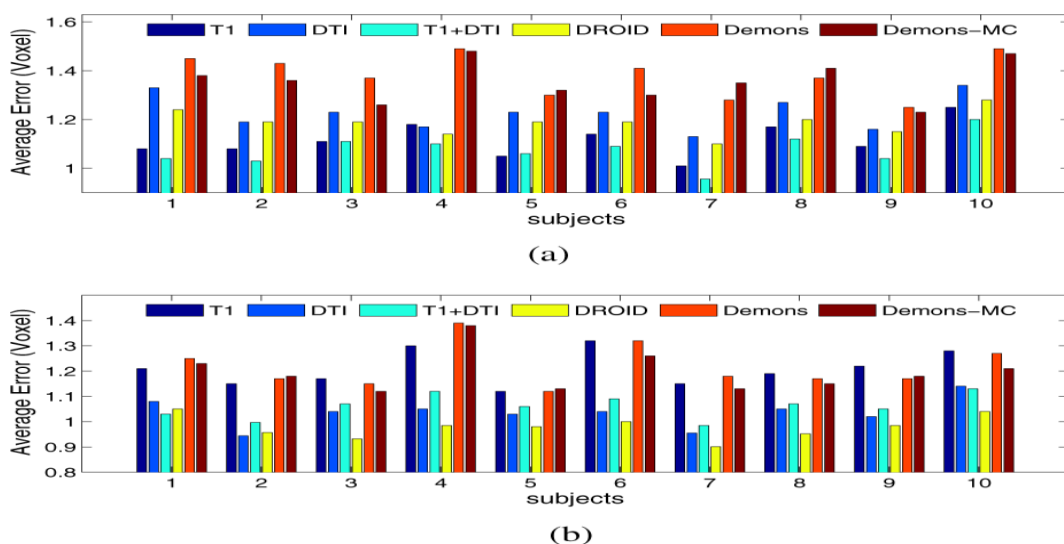 1.6
1.4
1.2
1
Average Error (Voxel)
T1 DTI T1+DTI DROID Demons Demons-MC
1 2 3 4 5 6 7 8 9 10
subjects
(a)
1.4
1.3
1.2
1.1
1
0.9
0.8
Average Error (Voxel)
T1 DTI T1+DTI DROID Demons Demons-MC
1 2 3 4 5 6 7 8 9 10
subjects
(b)